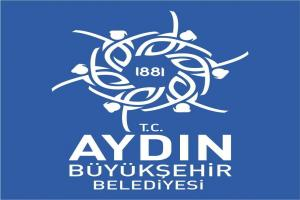 1881
T.C.
AYDIN
BÜYÜKŞEHİR
BELEDİYESİ